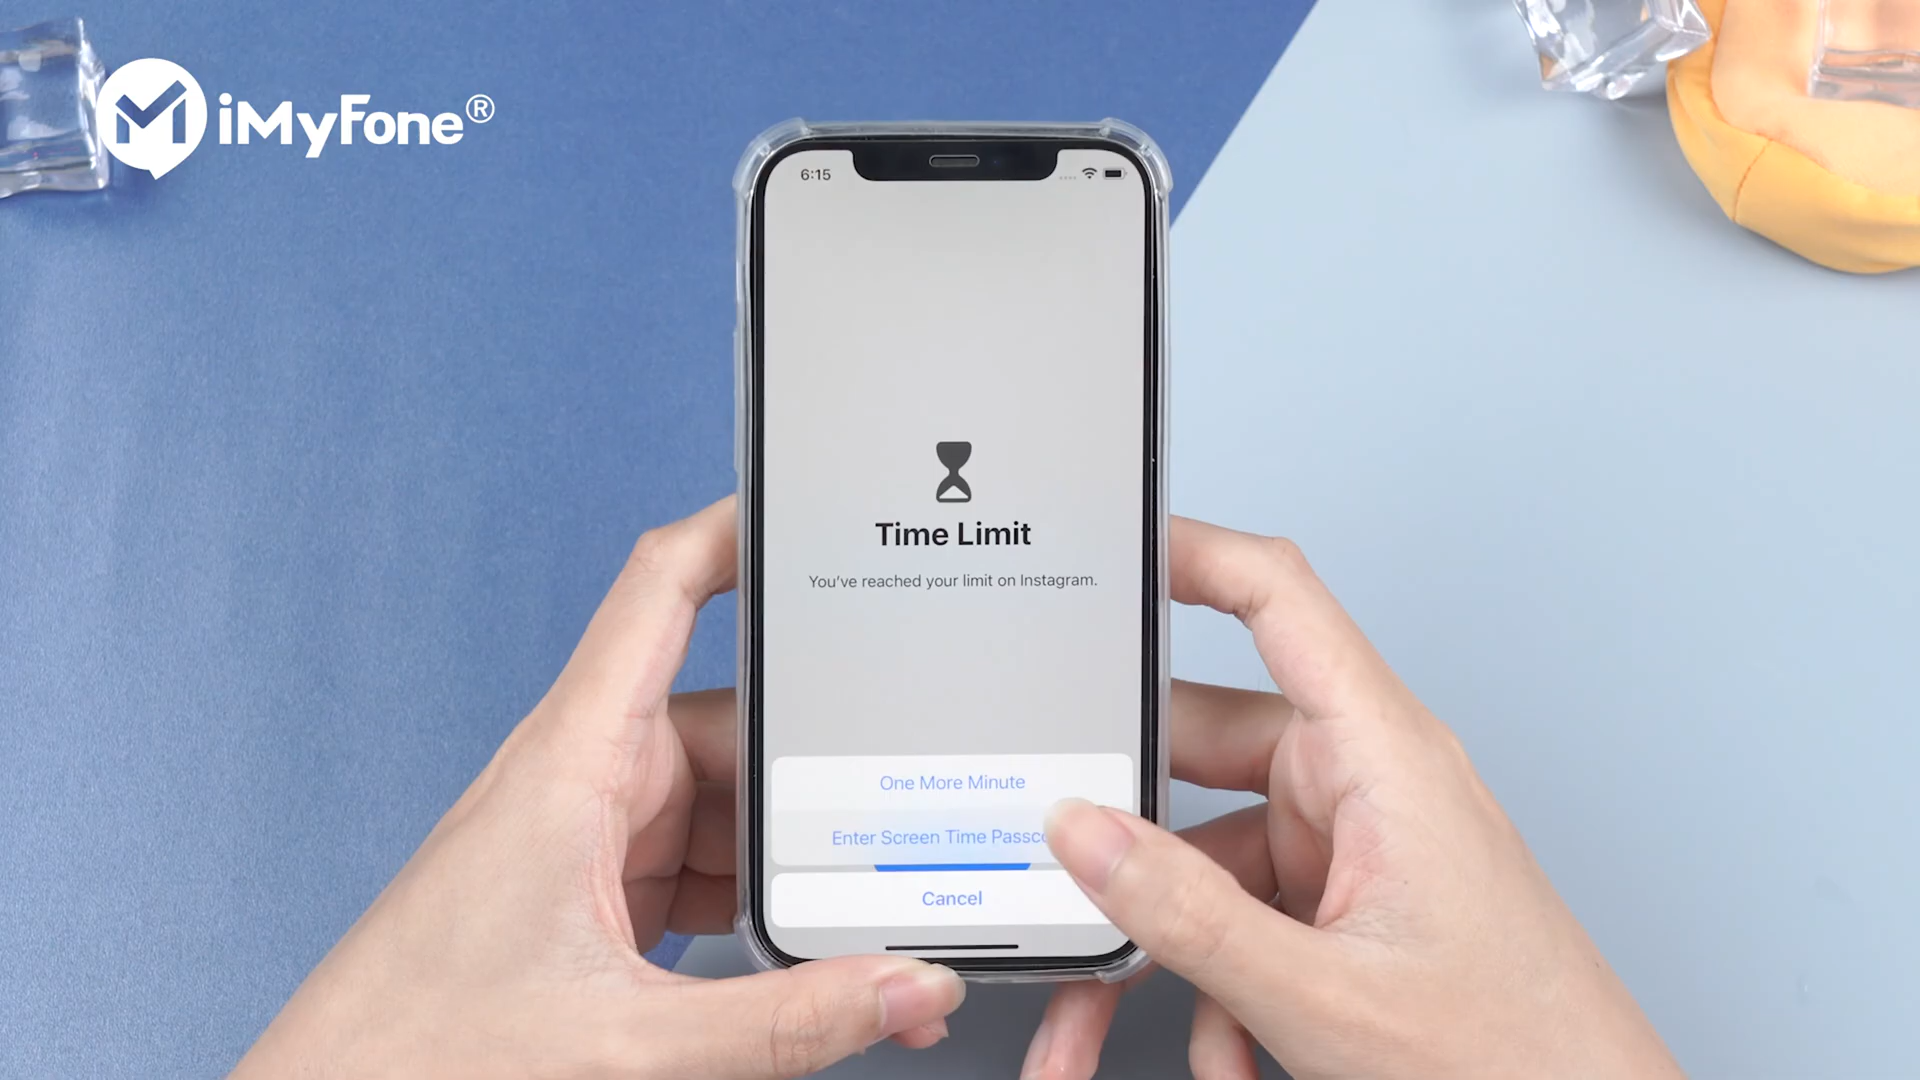 iMyFone®
6:15
Time Limit
You've reached your limit on Instagram.
One More Minute
Enter Screen Time
Cancel